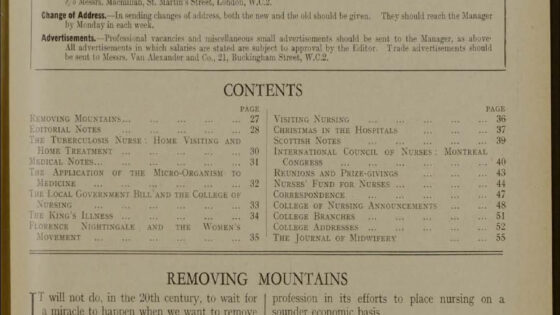 c/o Messrs. Macmillan, St. Martin's Street, London, W.C.2.
Change of Address.—In sending changes of address, both the new and the old should be given. They should reach the Manager
by Monday in each week.
Advertisements.—Professional vacancies and miscellaneous small advertisements should be sent to the Manager, as above.
All advertisements in which salaries are stated are subject to approval by the Editor. Trade advertisements should
be sent to Messrs. Van Alexander and Co., 21, Buckingham Street, W.C.2.
CONTENTS
PAGE
Removing Mountains... ... ... ... ... 27
Editorial Notes ... ... ... ... ... 28
The Tuberculosis Nurse: Home Visiting and
Home Treatment ... ... ... ... ... 30
Medical Notes... ... ... ... ... ... 31
The Application of the Micro-Organism to
Medicine ... ... ... ... ... ... 32
The Local Government Bill and the College of
Nursing ... ... ... ... ... ... 33
The King's Illness ... ... ... ... ... 34
Florence Nightingale and the Women's
Movement ... ... ... ... ... ... 35
PAGE
Visiting Nursing ... ... ... ... ... 36
Christmas in the Hospitals ... ... ... 37
Scottish Notes ... ... ... ... ... 39
International Council of Nurses: Montreal
Congress ... ... ... ... ... ... 40
Reunions and Prize-givings ... ... ... 43
Nurses' Fund for Nurses ... ... ... ... 44
Correspondence ... ... ... ... ... 47
College of Nursing Announcements ... ... 48
College Branches ... ... ... ... ... 51
College Addresses ... ... ... ... ... 52
The Journal of Midwifery ... ... ... 55
REMOVING MOUNTAINS
IT will not do, in the 20th century, to wait for
a miracle to happen when we want to remove
profession in its efforts to place nursing on a
sounder economic basis.